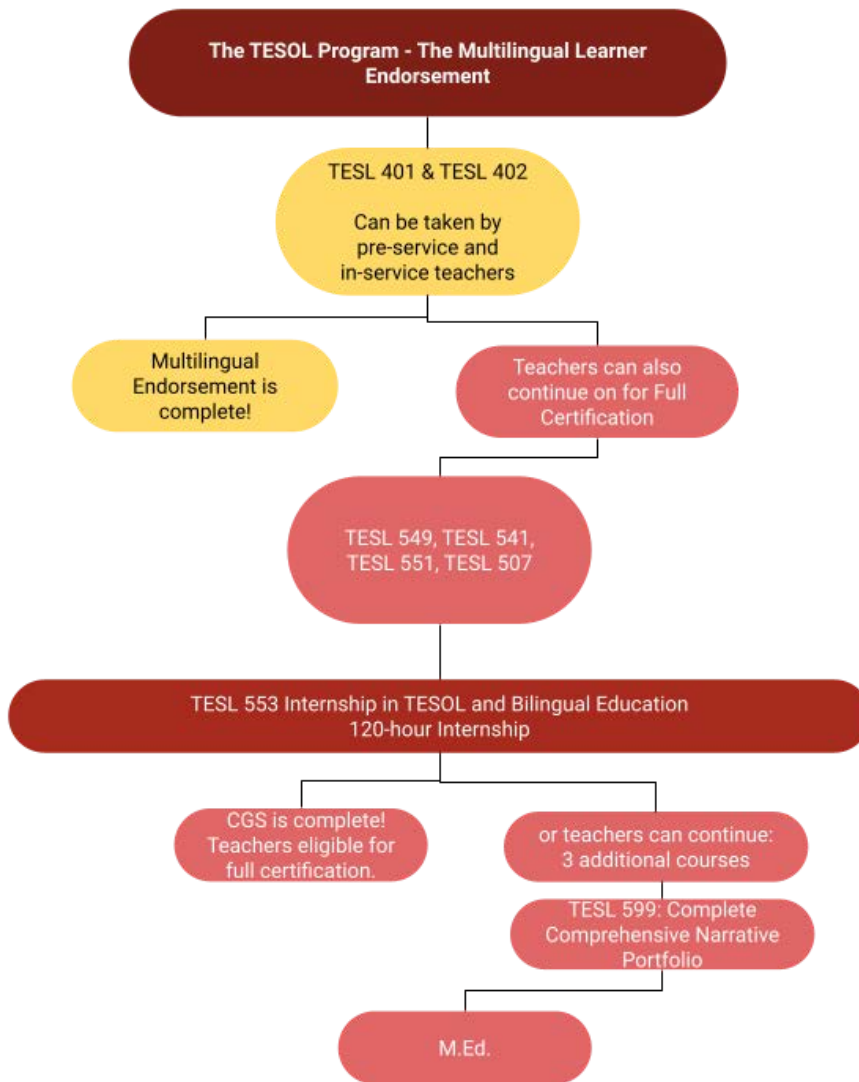 The TESOL Program - The Multilingual Learner
Endorsement
TESL 401 & TESL 402
Can be taken by
pre-service and
in-service teachers
Multilingual
Endorsement is
complete!
Teachers can also
continue on for Full
Certification
TESL 549, TESL 541,
TESL 551, TESL 507
TESL 553 Internship in TESOL and Bilingual Education
120-hour Internship
CGS is complete!
Teachers eligible for
full certification.
or teachers can continue:
3 additional courses
TESL 599: Complete
Comprehensive Narrative
Portfolio
M.Ed.